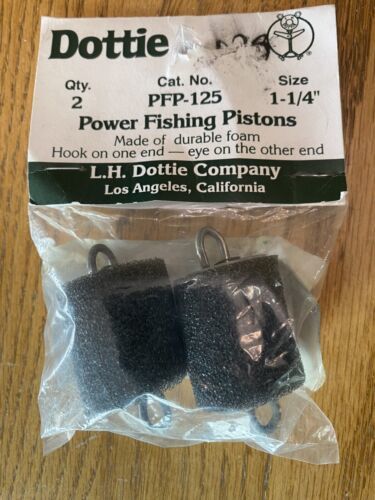 Dottie
Qty. Cat. No. Size
2 PFP-125 1-1/4"
Power Fishing Pistons
Made of durable foam
Hook on one end — eye on the other end
L.H. Dottie Company
Los Angeles, California